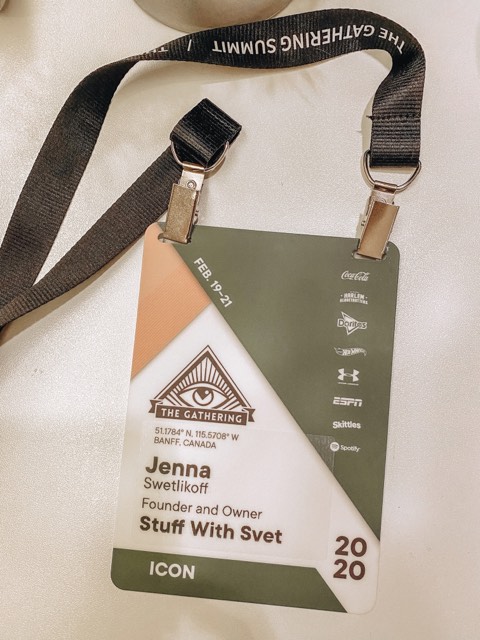 THE GATHERING SUMMIT / TH
FEB. 19-21
Coca-Cola
HARLEM
GLOBETROTTERS
Doritos
Hot Wheels
ESPN
Skittles
Spotify
THE GATHERING
51.1784° N, 115.5708° W
BANFF, CANADA
Jenna
Swetlikoff
Founder and Owner
Stuff With Svet
20
20
ICON